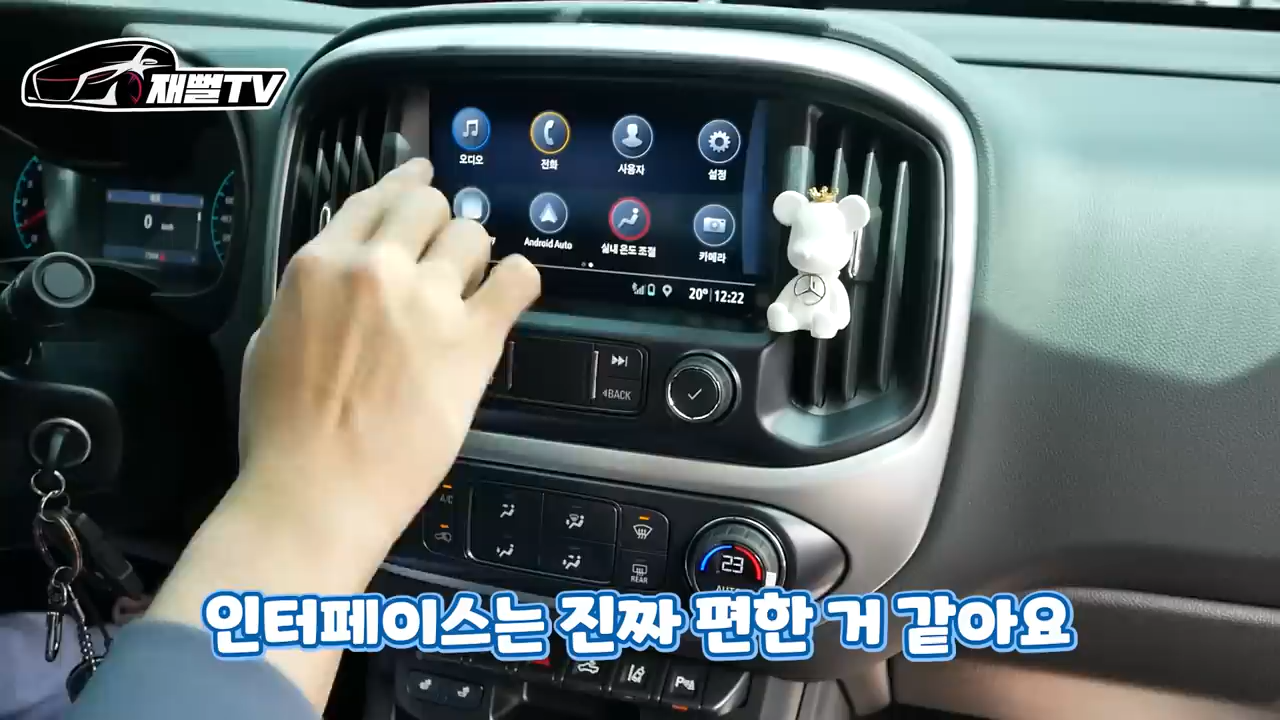 재뻘TV
오디오
전화
사용자
설정
Android Auto
실내 온도 조절
카메라
20° 12:22
0 km/h
BACK
A/C
REAR
23
AUTO
인터페이스는 진짜 편한 거 같아요